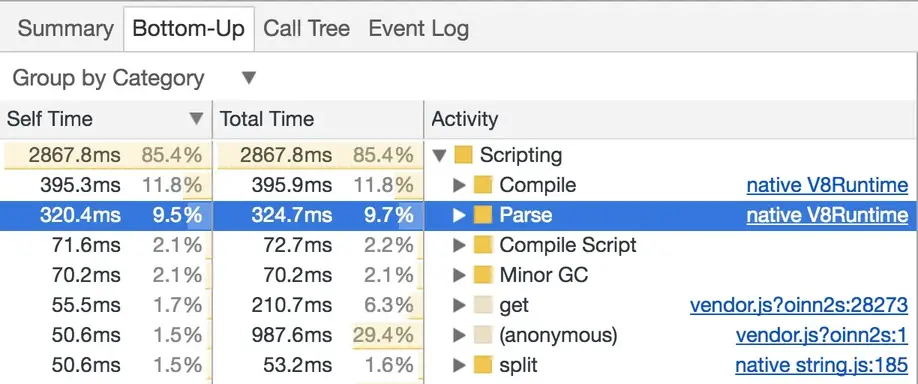 Summary Bottom-Up Call Tree Event Log
Group by Category ▼
Self Time ▼ Total Time Activity
2867.8ms 85.4% 2867.8ms 85.4% ▼ Scripting
395.3ms 11.8% 395.9ms 11.8% ▶ Compile native V8Runtime
320.4ms 9.5% 324.7ms 9.7% ▶ Parse native V8Runtime
71.6ms 2.1% 72.7ms 2.2% ▶ Compile Script
70.2ms 2.1% 70.2ms 2.1% ▶ Minor GC
55.5ms 1.7% 210.7ms 6.3% ▶ get vendor.js?oinn2s:28273
50.6ms 1.5% 987.6ms 29.4% ▶ (anonymous) vendor.js?oinn2s:1
50.6ms 1.5% 53.2ms 1.6% ▶ split native string.js:185